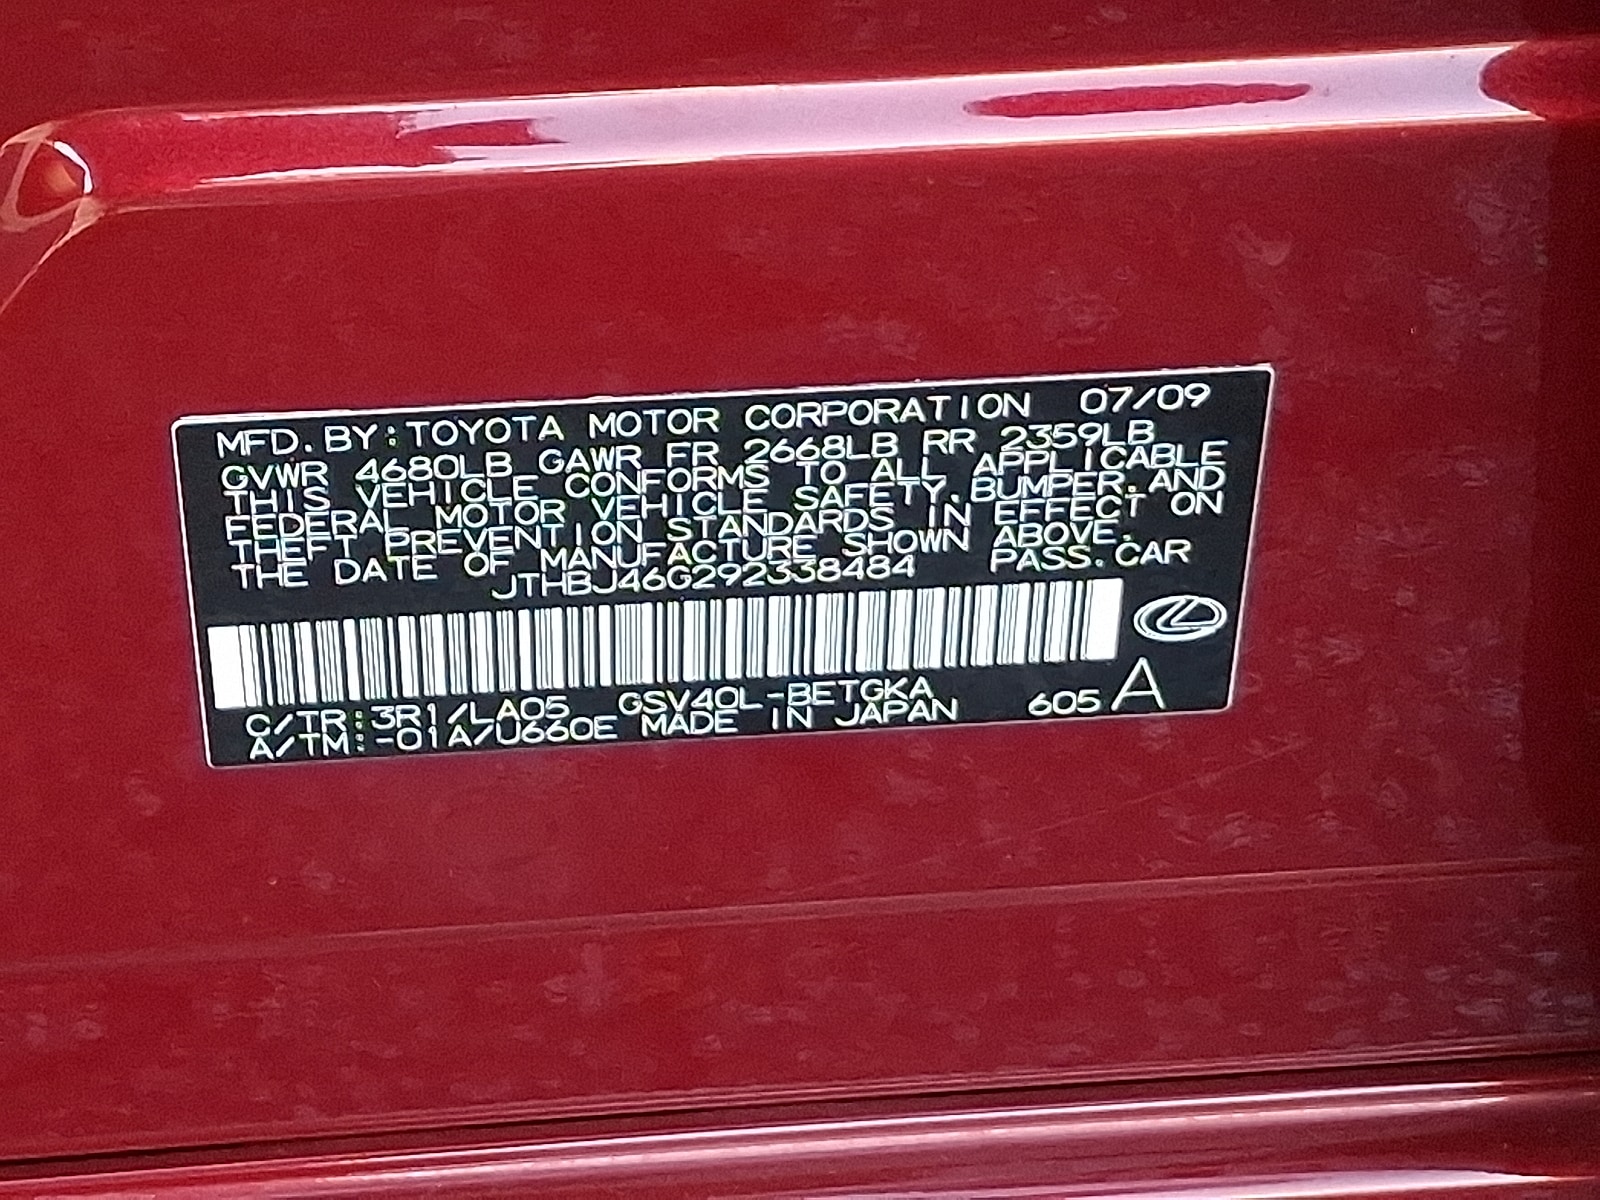 MFD. BY: TOYOTA MOTOR CORPORATION 07/09
GVWR 4680LB GAWR FR 2668LB RR 2359LB
THIS VEHICLE CONFORMS TO ALL APPLICABLE
FEDERAL MOTOR VEHICLE SAFETY, BUMPER, AND
THEFT PREVENTION STANDARDS IN EFFECT ON
THE DATE OF MANUFACTURE SHOWN ABOVE.
JTHBJ46G292338484 PASS. CAR
C/TR: 3R1/LA05 GSV40L-BETGKA
A/TM: -01A/U660E MADE IN JAPAN 605 A